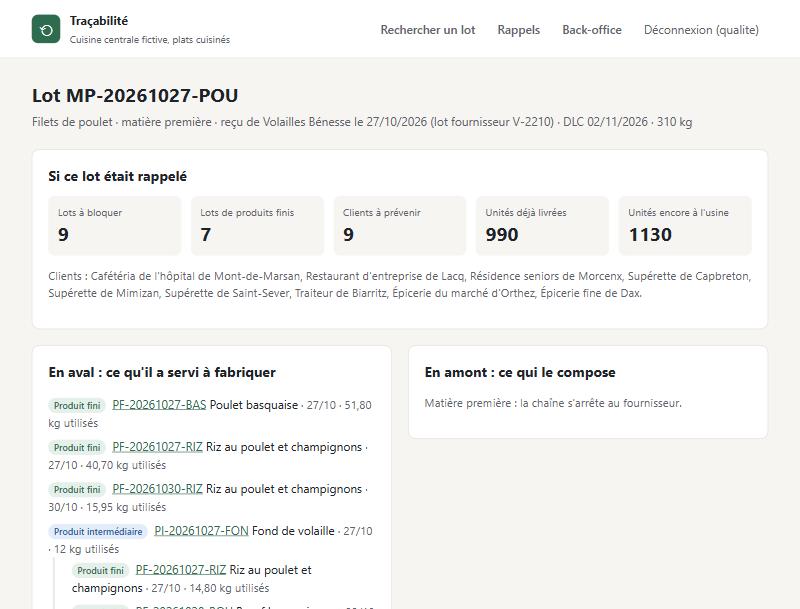 Traçabilité
Cuisine centrale fictive, plats cuisinés
Rechercher un lot
Rappels
Back-office
Déconnexion (qualite)
Lot MP-20261027-POU
Filets de poulet · matière première · reçu de Volailles Bénesse le 27/10/2026 (lot fournisseur V-2210) · DLC 02/11/2026 · 310 kg
Si ce lot était rappelé
Lots à bloquer
9
Lots de produits finis
7
Clients à prévenir
9
Unités déjà livrées
990
Unités encore à l'usine
1130
Clients : Cafétéria de l'hôpital de Mont-de-Marsan, Restaurant d'entreprise de Lacq, Résidence seniors de Morcenx, Supérette de Capbreton,
Supérette de Mimizan, Supérette de Saint-Sever, Traiteur de Biarritz, Épicerie du marché d'Orthez, Épicerie fine de Dax.
En aval : ce qu'il a servi à fabriquer
Produit fini PF-20261027-BAS Poulet basquaise · 27/10 · 51,80
kg utilisés
Produit fini PF-20261027-RIZ Riz au poulet et champignons ·
27/10 · 40,70 kg utilisés
Produit fini PF-20261030-RIZ Riz au poulet et champignons ·
30/10 · 15,95 kg utilisés
Produit intermédiaire PI-20261027-FON Fond de volaille · 27/10
· 12 kg utilisés
Produit fini PF-20261027-RIZ Riz au poulet et
champignons · 27/10 · 14,80 kg utilisés
En amont : ce qui le compose
Matière première : la chaîne s'arrête au fournisseur.